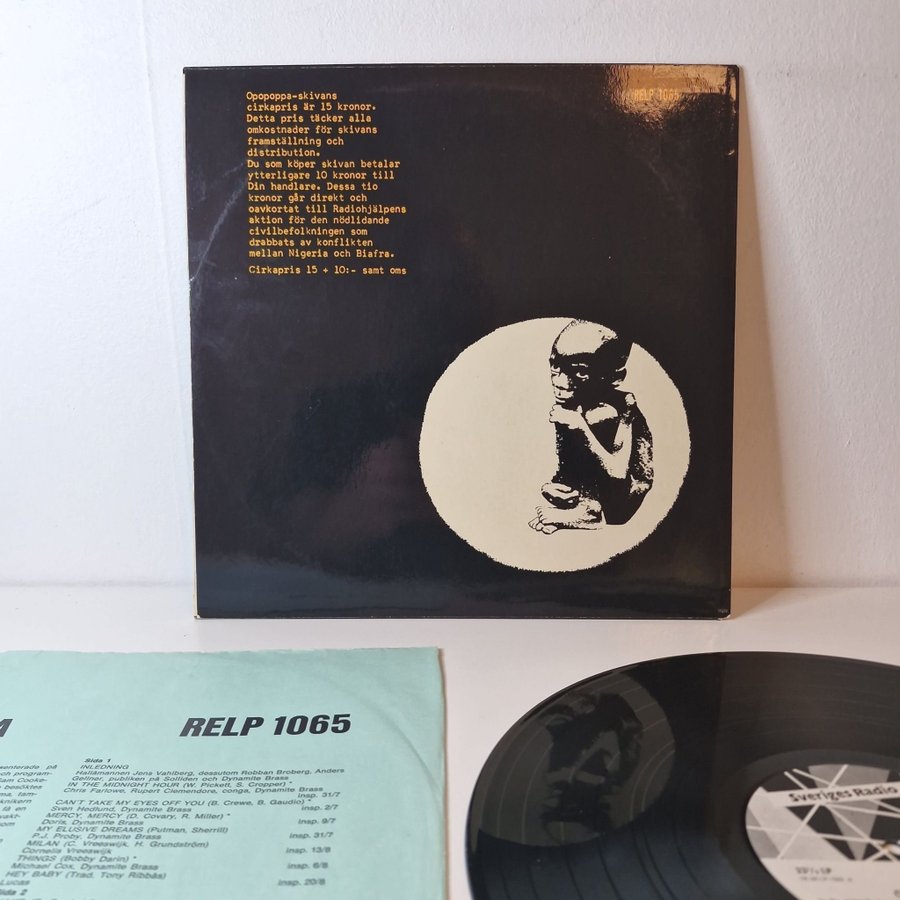 Opopoppa-skivans
cirkapris är 15 kronor.
Detta pris täcker alla
omkostnader för skivans
framställning och
distribution.
Du som köper skivan betalar
ytterligare 10 kronor till
Din handlare. Dessa tio
kronor går direkt och
oavkortat till Radiohjälpens
aktion för den nödlidande
civilbefolkningen som
drabbats av konflikten
mellan Nigeria och Biafra.
Cirkapris 15 + 10:- samt oms
RELP 1065
RELP 1065
Sida 1
INLEDNING
Hallåmannen Jens Vahlberg, dessutom Robban Broberg, Anders
Gellner, publiken på Solliden och Dynamite Brass
IN THE MIDNIGHT HOUR (W. Pickett, S. Cropper) *
Chris Farlowe, Rupert Clemendore, conga, Dynamite Brass
insp. 31/7
CAN'T TAKE MY EYES OFF YOU (B. Crewe, B. Gaudio) *
Sven Hedlund, Dynamite Brass insp. 2/7
MERCY, MERCY (D. Covary, R. Miller) *
Doris, Dynamite Brass insp. 9/7
MY ELUSIVE DREAMS (Putman, Sherrill)
P.J. Proby, Dynamite Brass insp. 31/7
MILAN (C. Vreeswijk, H. Grundström)
Cornelis Vreeswijk insp. 13/8
THINGS (Bobby Darin) *
Michael Cox, Dynamite Brass insp. 6/8
HEY BABY (Trad, Tony Ribbås)
Lucas insp. 20/8
Sida 2
Sveriges Radio
33⅓ LP